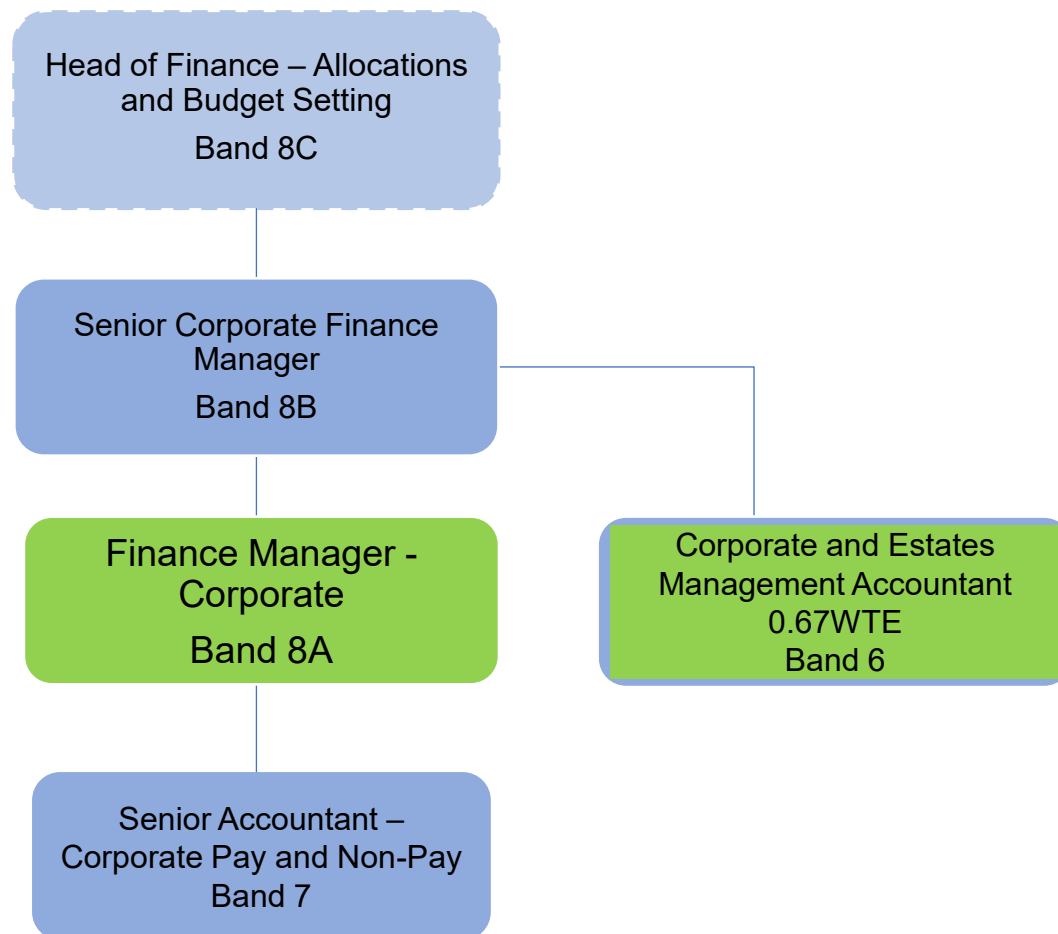 Head of Finance – Allocations
and Budget Setting
Band 8C
Senior Corporate Finance
Manager
Band 8B
Finance Manager -
Corporate
Band 8A
Corporate and Estates
Management Accountant
0.67WTE
Band 6
Senior Accountant –
Corporate Pay and Non-Pay
Band 7